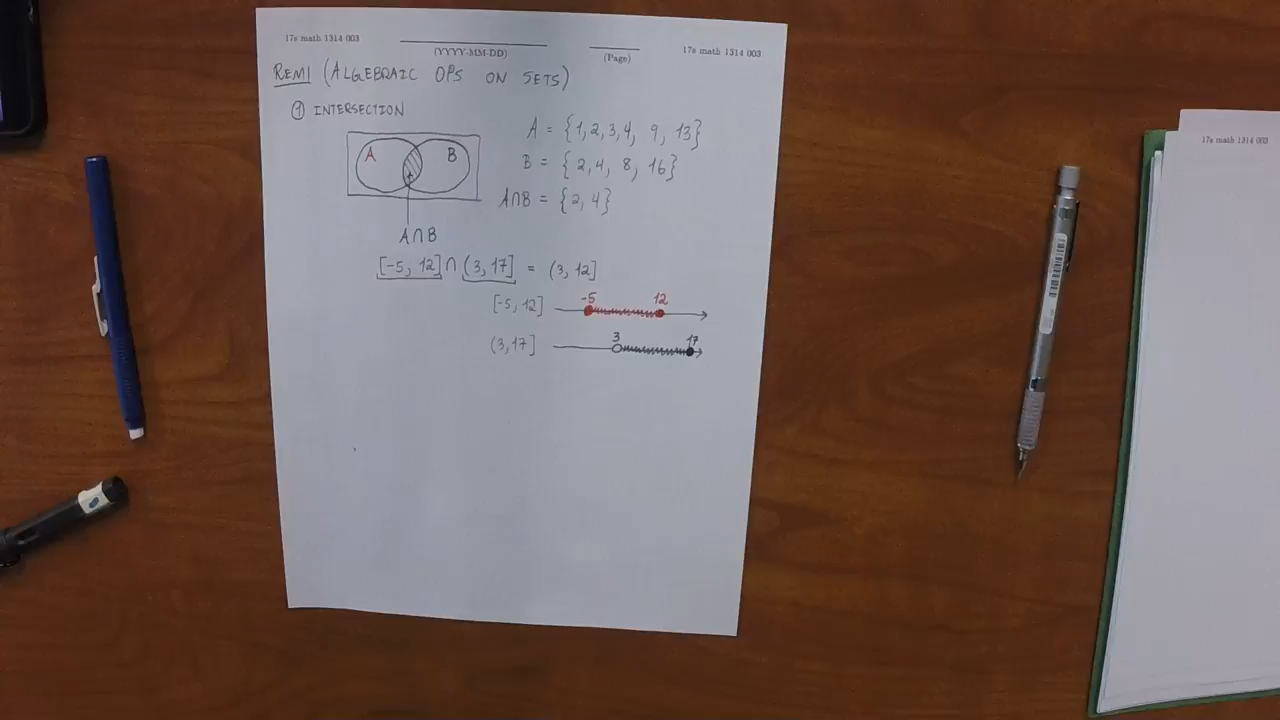 17s math 1314 003
(YYYY-MM-DD)
(Page)
17s math 1314 003
REM1 (ALGEBRAIC OPS ON SETS)
① INTERSECTION
A B
A∩B
A = {1,2,3,4, 9, 13}
B = {2,4, 8, 16}
A∩B = {2,4}
[-5, 12] ∩ (3,17] = (3,12]
-5 12
[-5, 12]
3 17
(3,17]
17s math 1314 003